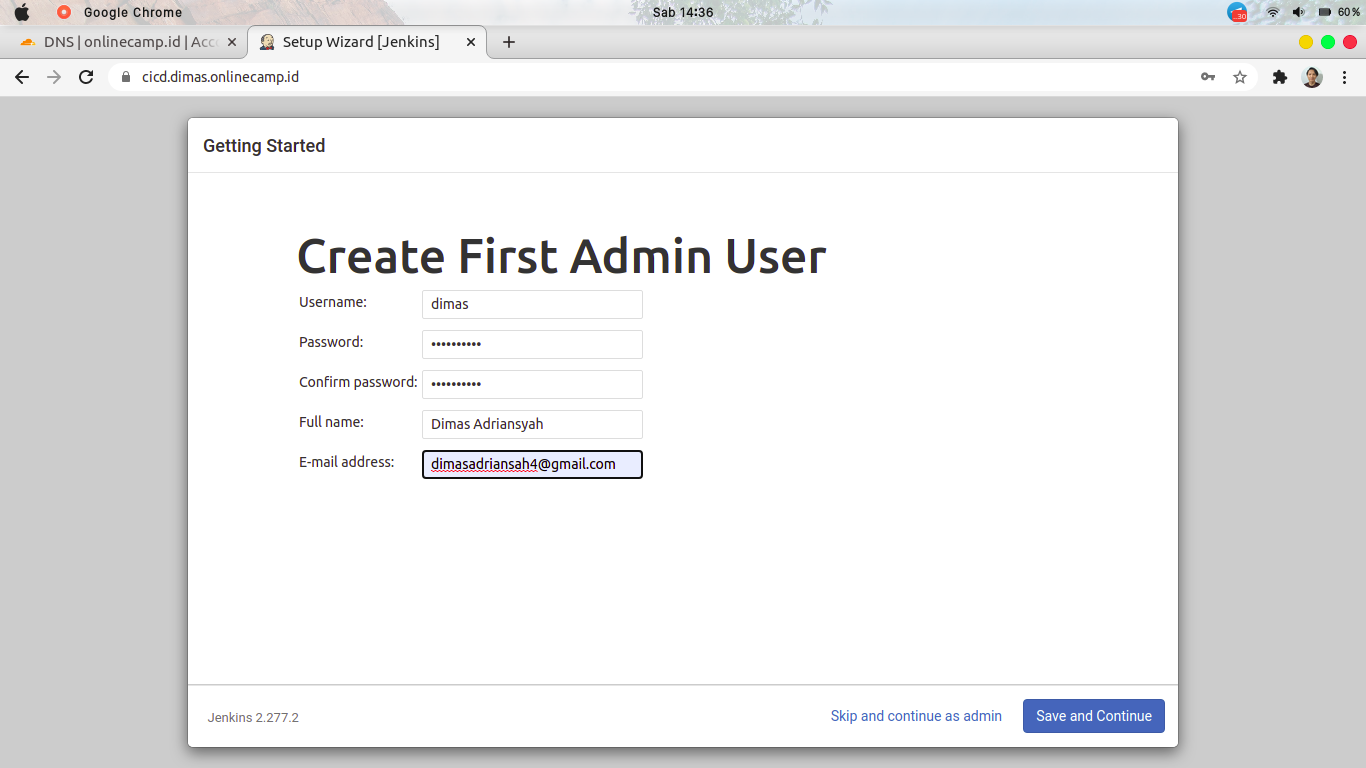 Google Chrome
Sab 14:36
30
60%
DNS | onlinecamp.id | Acc
Setup Wizard [Jenkins]
cicd.dimas.onlinecamp.id
Getting Started
Create First Admin User
Username: dimas
Password: ••••••••••
Confirm password: ••••••••••
Full name: Dimas Adriansyah
E-mail address: dimasadriansah4@gmail.com
Jenkins 2.277.2
Skip and continue as admin
Save and Continue